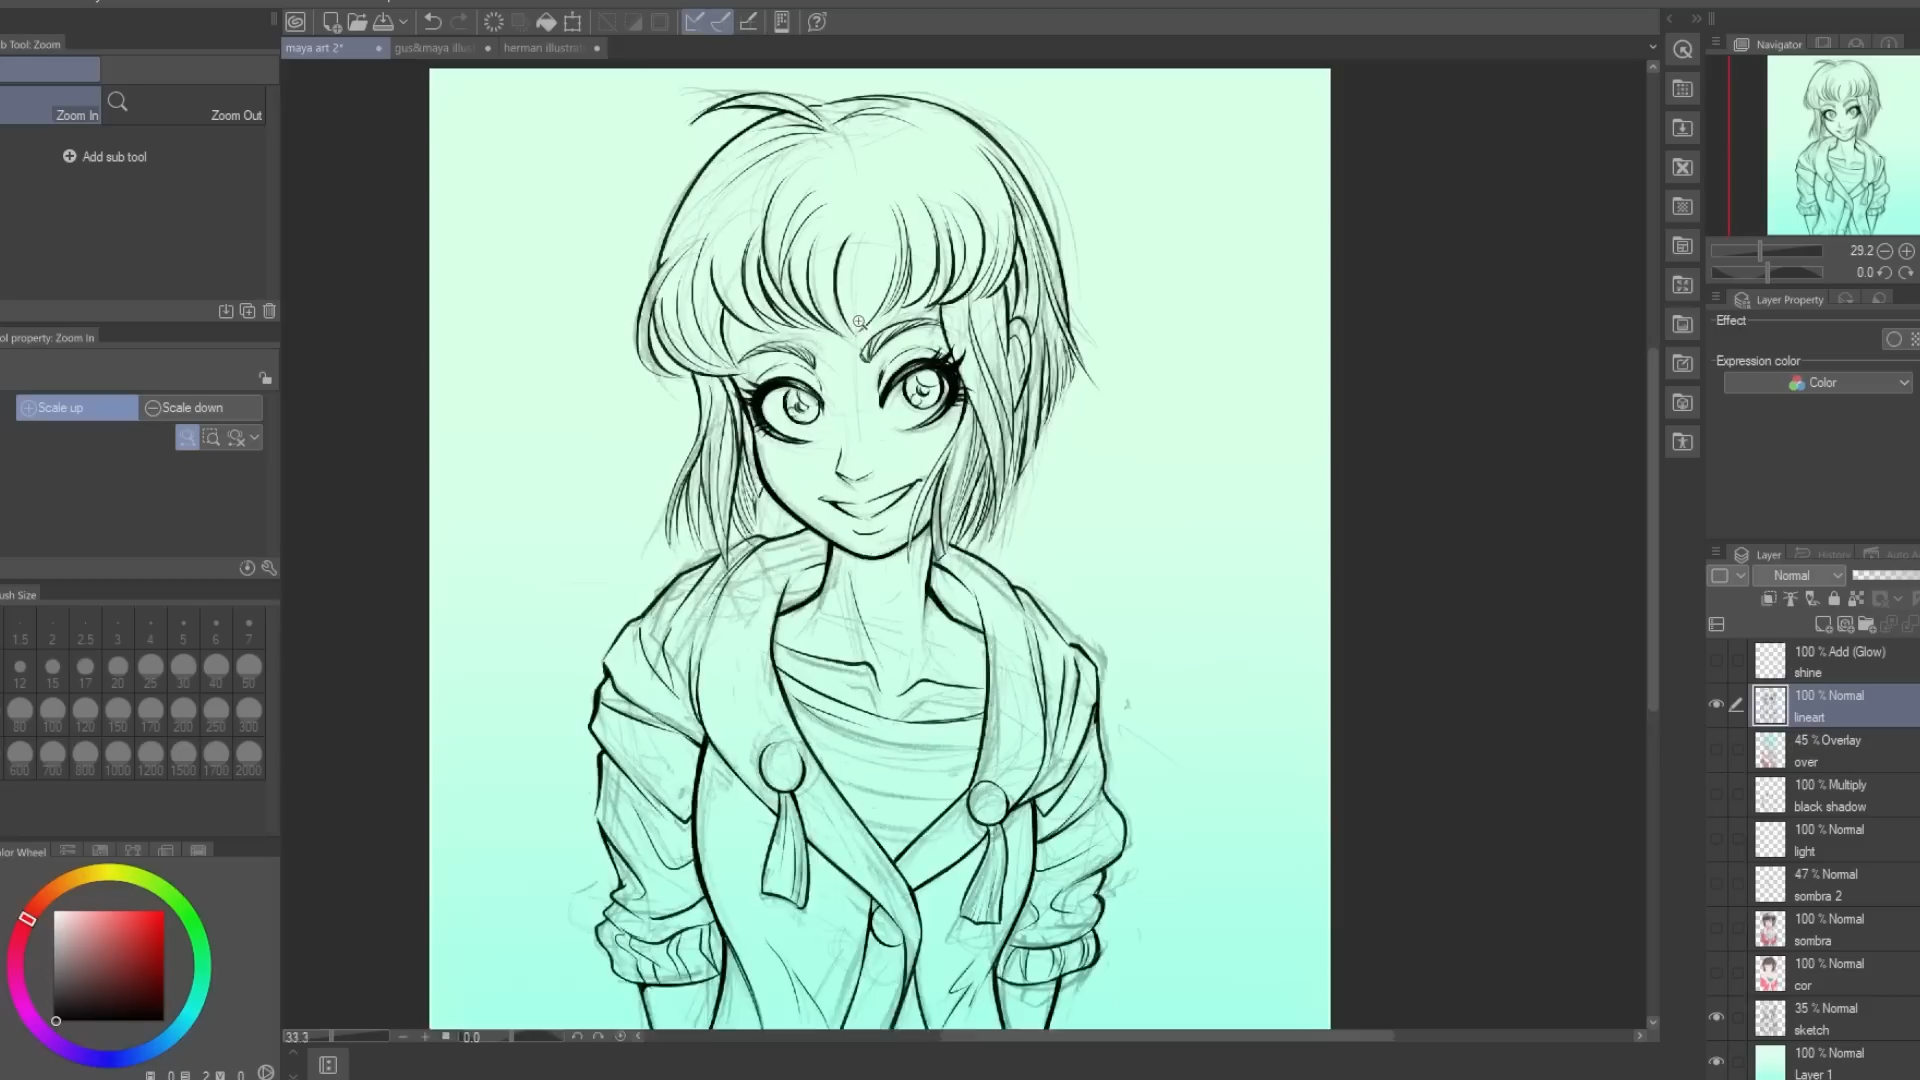 b Tool: Zoom
Zoom In
Zoom Out
Add sub tool
ol property: Zoom In
Scale up
Scale down
ush Size
1.5 2 2.5 3 4 5 6 7
12 15 17 20 25 30 40 50
80 100 120 150 170 200 250 300
600 700 800 1000 1200 1500 1700 2000
olor Wheel
maya art 2*
gus&maya illus
herman illustra
33.3
0.0
Navigator
29.2
0.0
Layer Property
Effect
Expression color
Color
Layer
History
Auto A
Normal
100 % Add (Glow)
shine
100 % Normal
lineart
45 % Overlay
over
100 % Multiply
black shadow
100 % Normal
light
47 % Normal
sombra 2
100 % Normal
sombra
100 % Normal
cor
35 % Normal
sketch
100 % Normal
Layer 1